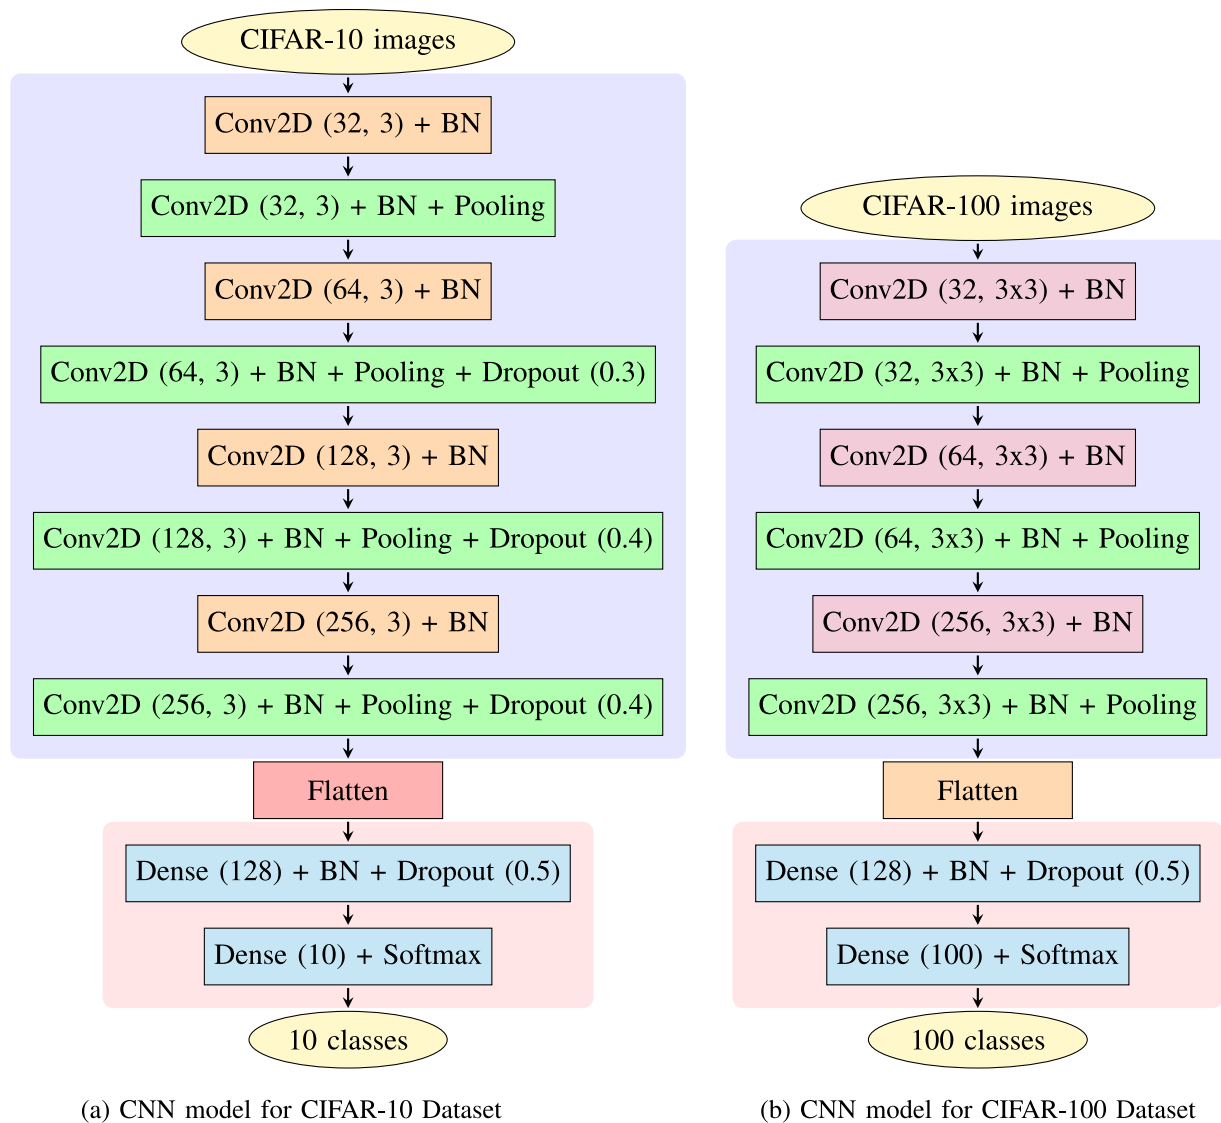 CIFAR-10 images
Conv2D (32, 3) + BN
Conv2D (32, 3) + BN + Pooling
Conv2D (64, 3) + BN
Conv2D (64, 3) + BN + Pooling + Dropout (0.3)
Conv2D (128, 3) + BN
Conv2D (128, 3) + BN + Pooling + Dropout (0.4)
Conv2D (256, 3) + BN
Conv2D (256, 3) + BN + Pooling + Dropout (0.4)
Flatten
Dense (128) + BN + Dropout (0.5)
Dense (10) + Softmax
10 classes
(a) CNN model for CIFAR-10 Dataset
CIFAR-100 images
Conv2D (32, 3x3) + BN
Conv2D (32, 3x3) + BN + Pooling
Conv2D (64, 3x3) + BN
Conv2D (64, 3x3) + BN + Pooling
Conv2D (256, 3x3) + BN
Conv2D (256, 3x3) + BN + Pooling
Flatten
Dense (128) + BN + Dropout (0.5)
Dense (100) + Softmax
100 classes
(b) CNN model for CIFAR-100 Dataset